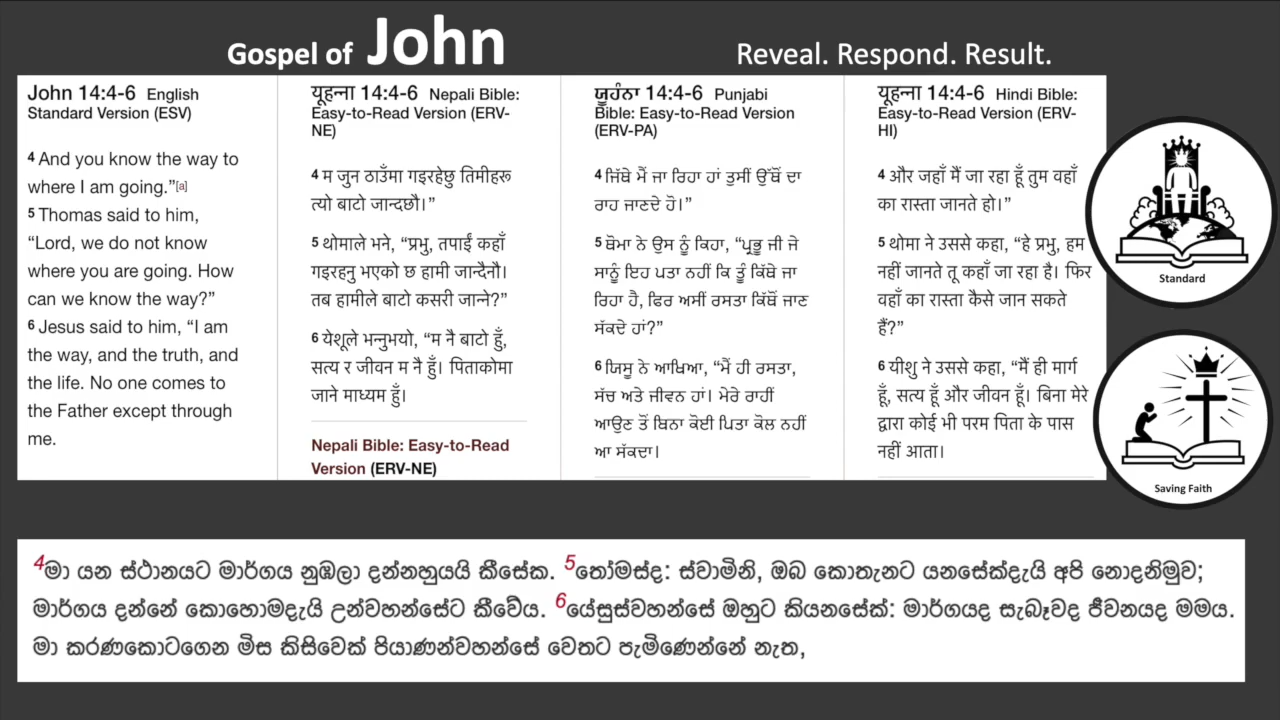 Gospel of John
Reveal. Respond. Result.
John 14:4-6 English
Standard Version (ESV)
4 And you know the way to
where I am going.”[a]
5 Thomas said to him,
“Lord, we do not know
where you are going. How
can we know the way?”
6 Jesus said to him, “I am
the way, and the truth, and
the life. No one comes to
the Father except through
me.
यूहन्ना 14:4-6 Nepali Bible:
Easy-to-Read Version (ERV-
NE)
4 म जुन ठाउँमा गइरहेछु तिमीहरू
त्यो बाटो जान्दछौ।”
5 थोमाले भने, “प्रभु, तपाईं कहाँ
गइरहनु भएको छ हामी जान्दैनौ।
तब हामीले बाटो कसरी जान्ने?”
6 येशूले भन्नुभयो, “म नै बाटो हुँ,
सत्य र जीवन म नै हुँ। पिताकोमा
जाने माध्यम हुँ।
Nepali Bible: Easy-to-Read
Version (ERV-NE)
ਯੂਹੰਨਾ 14:4-6 Punjabi
Bible: Easy-to-Read Version
(ERV-PA)
4 ਜਿੱਥੇ ਮੈਂ ਜਾ ਰਿਹਾ ਹਾਂ ਤੁਸੀਂ ਉੱਥੋਂ ਦਾ
ਰਾਹ ਜਾਣਦੇ ਹੋ।”
5 ਥੋਮਾ ਨੇ ਉਸ ਨੂੰ ਕਿਹਾ, “ਪ੍ਰਭੂ ਜੀ ਜੇ
ਸਾਨੂੰ ਇਹ ਪਤਾ ਨਹੀਂ ਕਿ ਤੂੰ ਕਿੱਥੇ ਜਾ
ਰਿਹਾ ਹੈ, ਫਿਰ ਅਸੀਂ ਰਸਤਾ ਕਿੱਥੋਂ ਜਾਣ
ਸੱਕਦੇ ਹਾਂ?”
6 ਯਿਸੂ ਨੇ ਆਖਿਆ, “ਮੈਂ ਹੀ ਰਸਤਾ,
ਸੱਚ ਅਤੇ ਜੀਵਨ ਹਾਂ। ਮੇਰੇ ਰਾਹੀਂ
ਆਉਣ ਤੋਂ ਬਿਨਾ ਕੋਈ ਪਿਤਾ ਕੋਲ ਨਹੀਂ
ਆ ਸੱਕਦਾ।
यूहन्ना 14:4-6 Hindi Bible:
Easy-to-Read Version (ERV-
HI)
4 और जहाँ मैं जा रहा हूँ तुम वहाँ
का रास्ता जानते हो।”
5 थोमा ने उससे कहा, “हे प्रभु, हम
नहीं जानते तू कहाँ जा रहा है। फिर
वहाँ का रास्ता कैसे जान सकते
हैं?”
6 यीशु ने उससे कहा, “मैं ही मार्ग
हूँ, सत्य हूँ और जीवन हूँ। बिना मेरे
द्वारा कोई भी परम पिता के पास
नहीं आता।
Standard
Saving Faith
4මා යන ස්ථානයට මාර්ගය නුඹලා දන්නහුයයි කීසේක. 5තෝමස්ද: ස්වාමිනි, ඔබ කොතැනට යනසේක්දැයි අපි නොදනිමුව;
මාර්ගය දන්නේ කොහොමදැයි උන්වහන්සේට කීවේය. 6යේසුස්වහන්සේ ඔහුට කියනසේක්: මාර්ගයද සැබෑවද ජීවනයද මමය.
මා කරණකොටගෙන මිස කිසිවෙක් පියාණන්වහන්සේ වෙතට පැමිණෙන්නේ නැත,